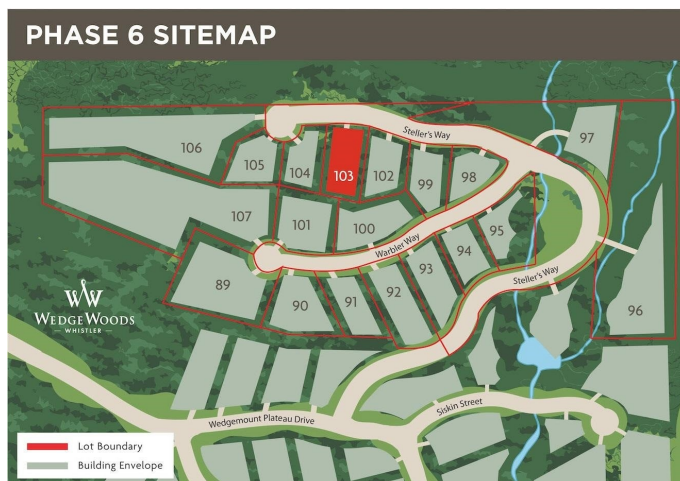 PHASE 6 SITEMAP
Steller's Way
97
106
105
104
103
102
99
98
107
101
100
Warbler Way
95
94
93
92
91
90
89
Steller's Way
96
WEDGEWOODS
WHISTLER
Wedgemount Plateau Drive
Siskin Street
Lot Boundary
Building Envelope